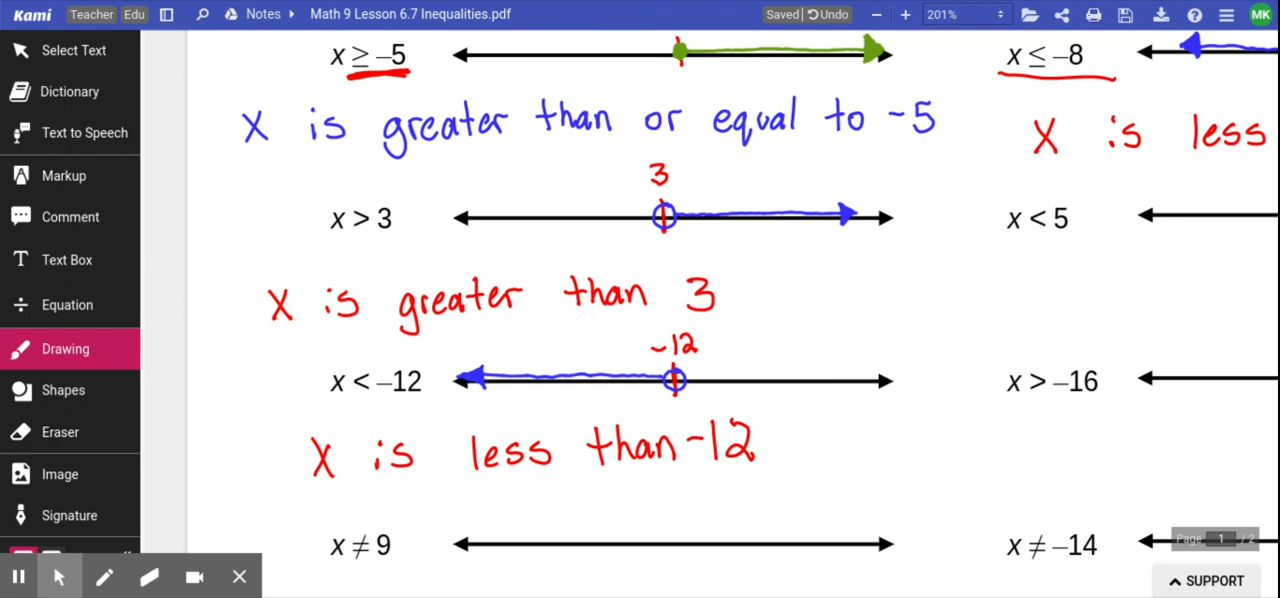 Kami Teacher Edu Notes Math 9 Lesson 6.7 Inequalities.pdf Saved Undo − + 201% MK
Select Text
Dictionary
Text to Speech
Markup
Comment
Text Box
Equation
Drawing
Shapes
Eraser
Image
Signature
x ≥ –5
x ≤ –8
X is greater than or equal to -5
X is less
3
x > 3
x < 5
X is greater than 3
-12
x < –12
x > –16
X is less than -12
x ≠ 9
x ≠ –14
Page 1 / 2
SUPPORT